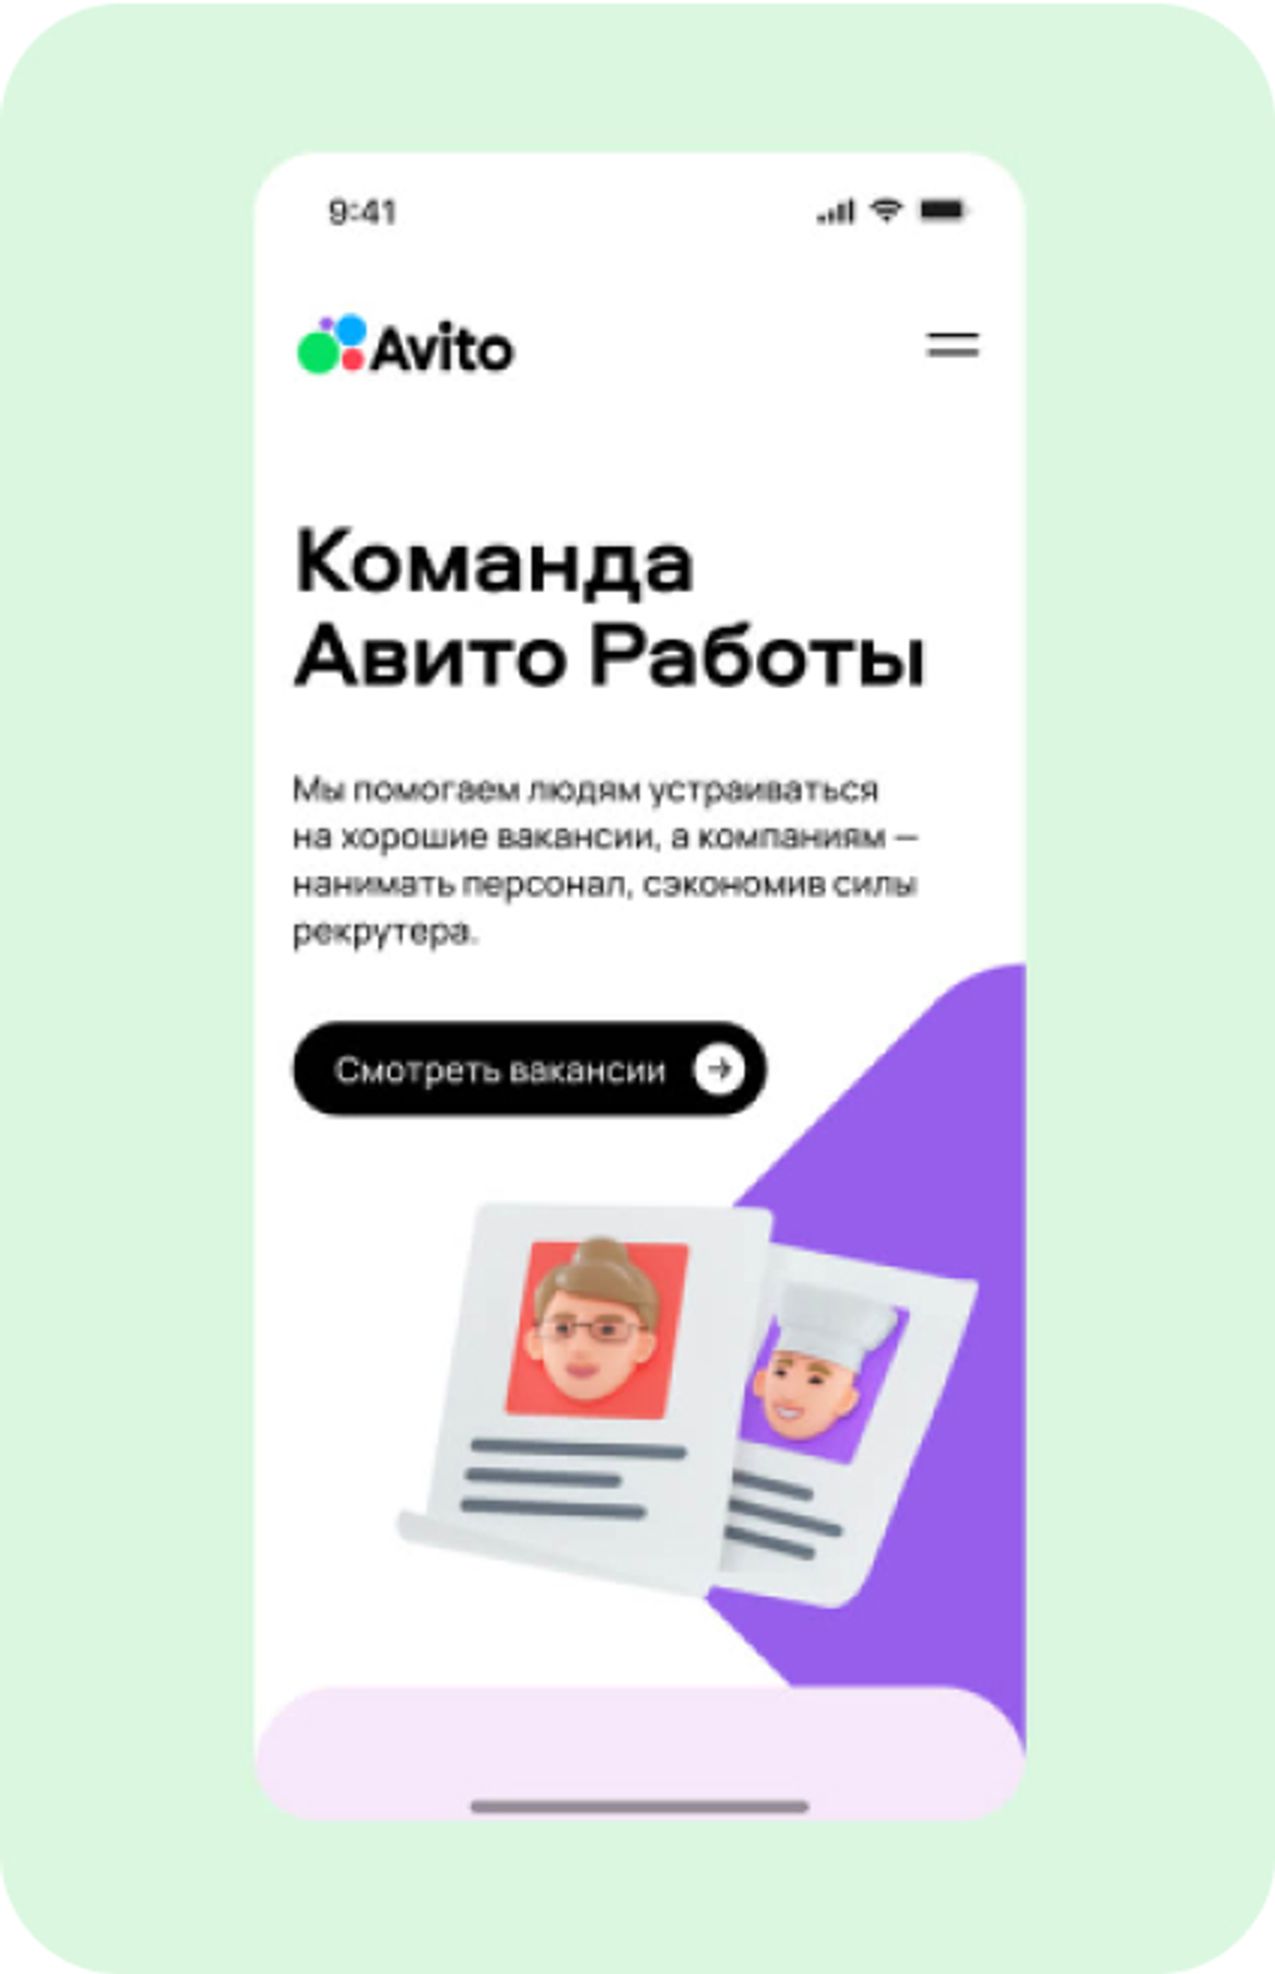 9:41
Avito
Команда
Авито Работы
Мы помогаем людям устраиваться
на хорошие вакансии, а компаниям —
нанимать персонал, сэкономив силы
рекрутера.
Смотреть вакансии